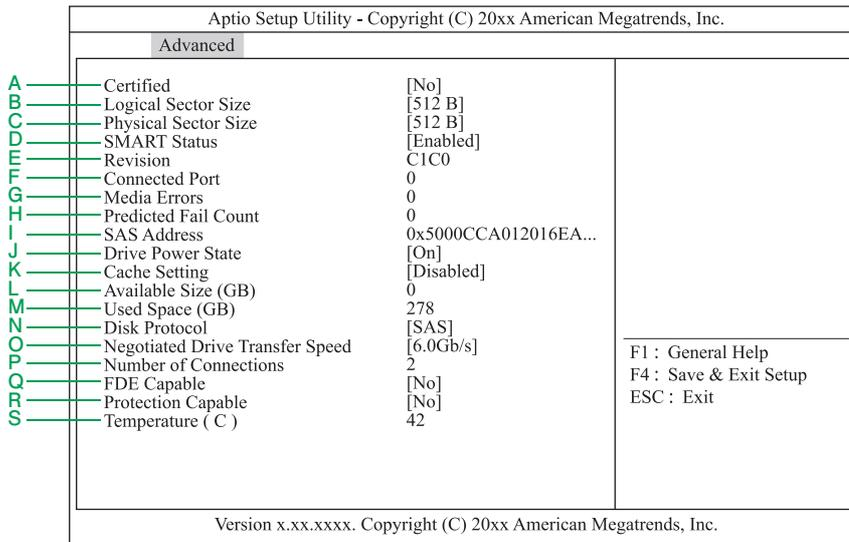 Aptio Setup Utility - Copyright (C) 20xx American Megatrends, Inc.
Advanced
A Certified [No]
B Logical Sector Size [512 B]
C Physical Sector Size [512 B]
D SMART Status [Enabled]
E Revision C1C0
F Connected Port 0
G Media Errors 0
H Predicted Fail Count 0
I SAS Address 0x5000CCA012016EA...
J Drive Power State [On]
K Cache Setting [Disabled]
L Available Size (GB) 0
M Used Space (GB) 278
N Disk Protocol [SAS]
O Negotiated Drive Transfer Speed [6.0Gb/s]
P Number of Connections 2
Q FDE Capable [No]
R Protection Capable [No]
S Temperature ( C ) 42
F1 : General Help
F4 : Save & Exit Setup
ESC : Exit
Version x.xx.xxxx. Copyright (C) 20xx American Megatrends, Inc.